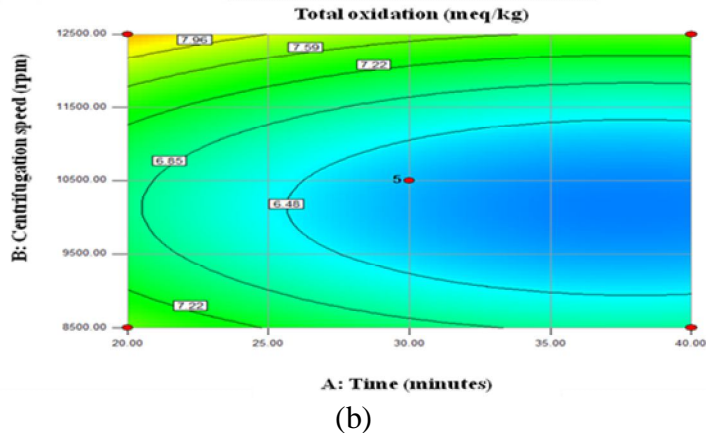 Total oxidation (meq/kg)
12500.00
7.96
7.59
7.22
11500.00
6.85
5
10500.00
6.48
9500.00
7.22
8500.00
20.00 25.00 30.00 35.00 40.00
B: Centrifugation speed (rpm)
A: Time (minutes)
(b)